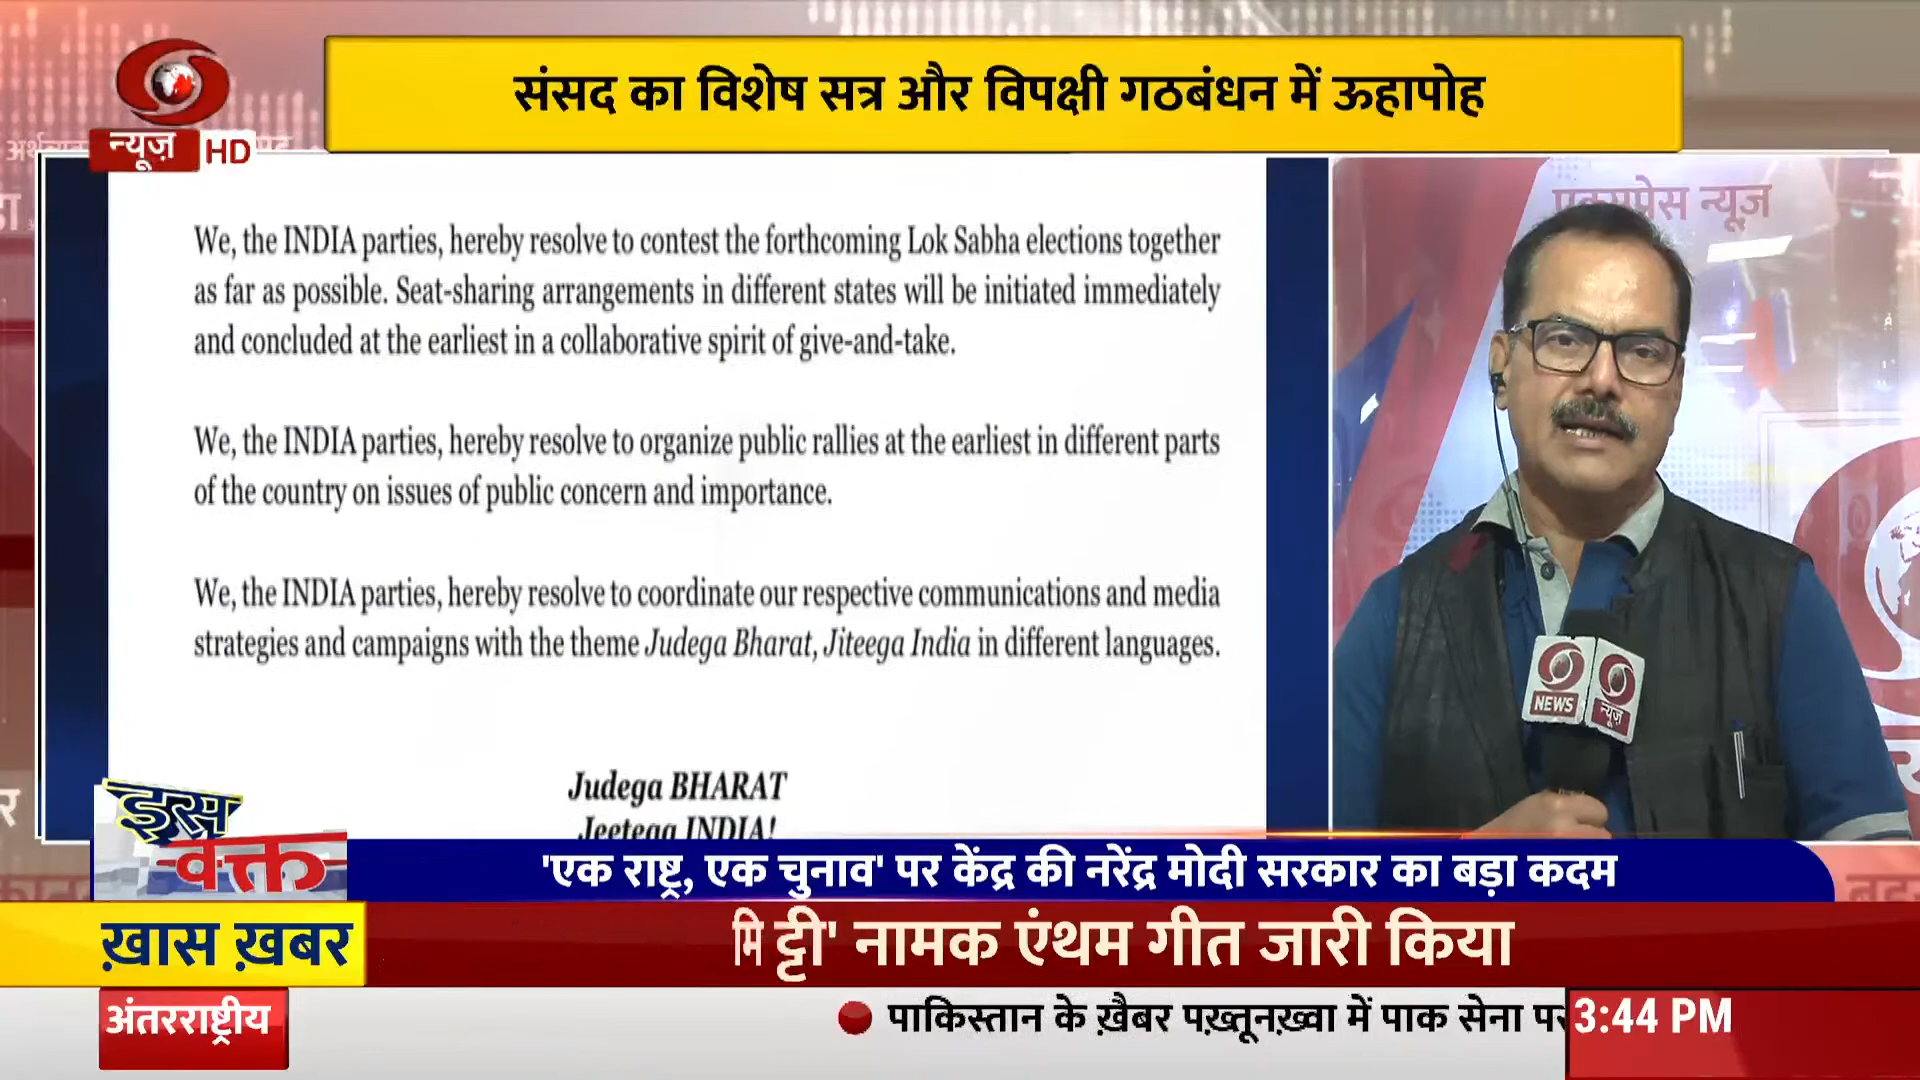 संसद का विशेष सत्र और विपक्षी गठबंधन में ऊहापोह
न्यूज़ HD
एक्सप्रेस न्यूज़
We, the INDIA parties, hereby resolve to contest the forthcoming Lok Sabha elections together
as far as possible. Seat-sharing arrangements in different states will be initiated immediately
and concluded at the earliest in a collaborative spirit of give-and-take.
We, the INDIA parties, hereby resolve to organize public rallies at the earliest in different parts
of the country on issues of public concern and importance.
We, the INDIA parties, hereby resolve to coordinate our respective communications and media
strategies and campaigns with the theme Judega Bharat, Jiteega India in different languages.
Judega BHARAT
Jeetega INDIA!
NEWS
न्यूज़
इस
वक्त
'एक राष्ट्र, एक चुनाव' पर केंद्र की नरेंद्र मोदी सरकार का बड़ा कदम
ख़ास ख़बर
मिट्टी' नामक एंथम गीत जारी किया
अंतरराष्ट्रीय
पाकिस्तान के ख़ैबर पख़्तूनख़्वा में पाक सेना पर
3:44 PM